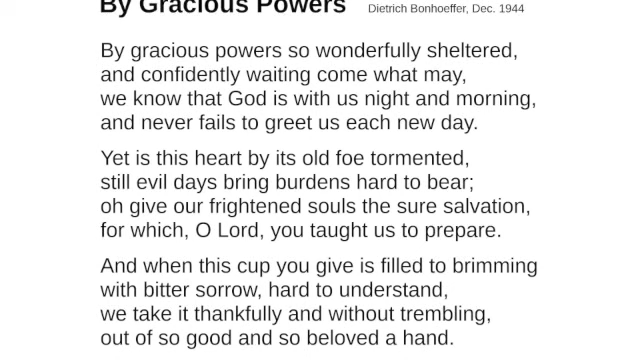 By Gracious Powers Dietrich Bonhoeffer, Dec. 1944
By gracious powers so wonderfully sheltered,
and confidently waiting come what may,
we know that God is with us night and morning,
and never fails to greet us each new day.
Yet is this heart by its old foe tormented,
still evil days bring burdens hard to bear;
oh give our frightened souls the sure salvation,
for which, O Lord, you taught us to prepare.
And when this cup you give is filled to brimming
with bitter sorrow, hard to understand,
we take it thankfully and without trembling,
out of so good and so beloved a hand.